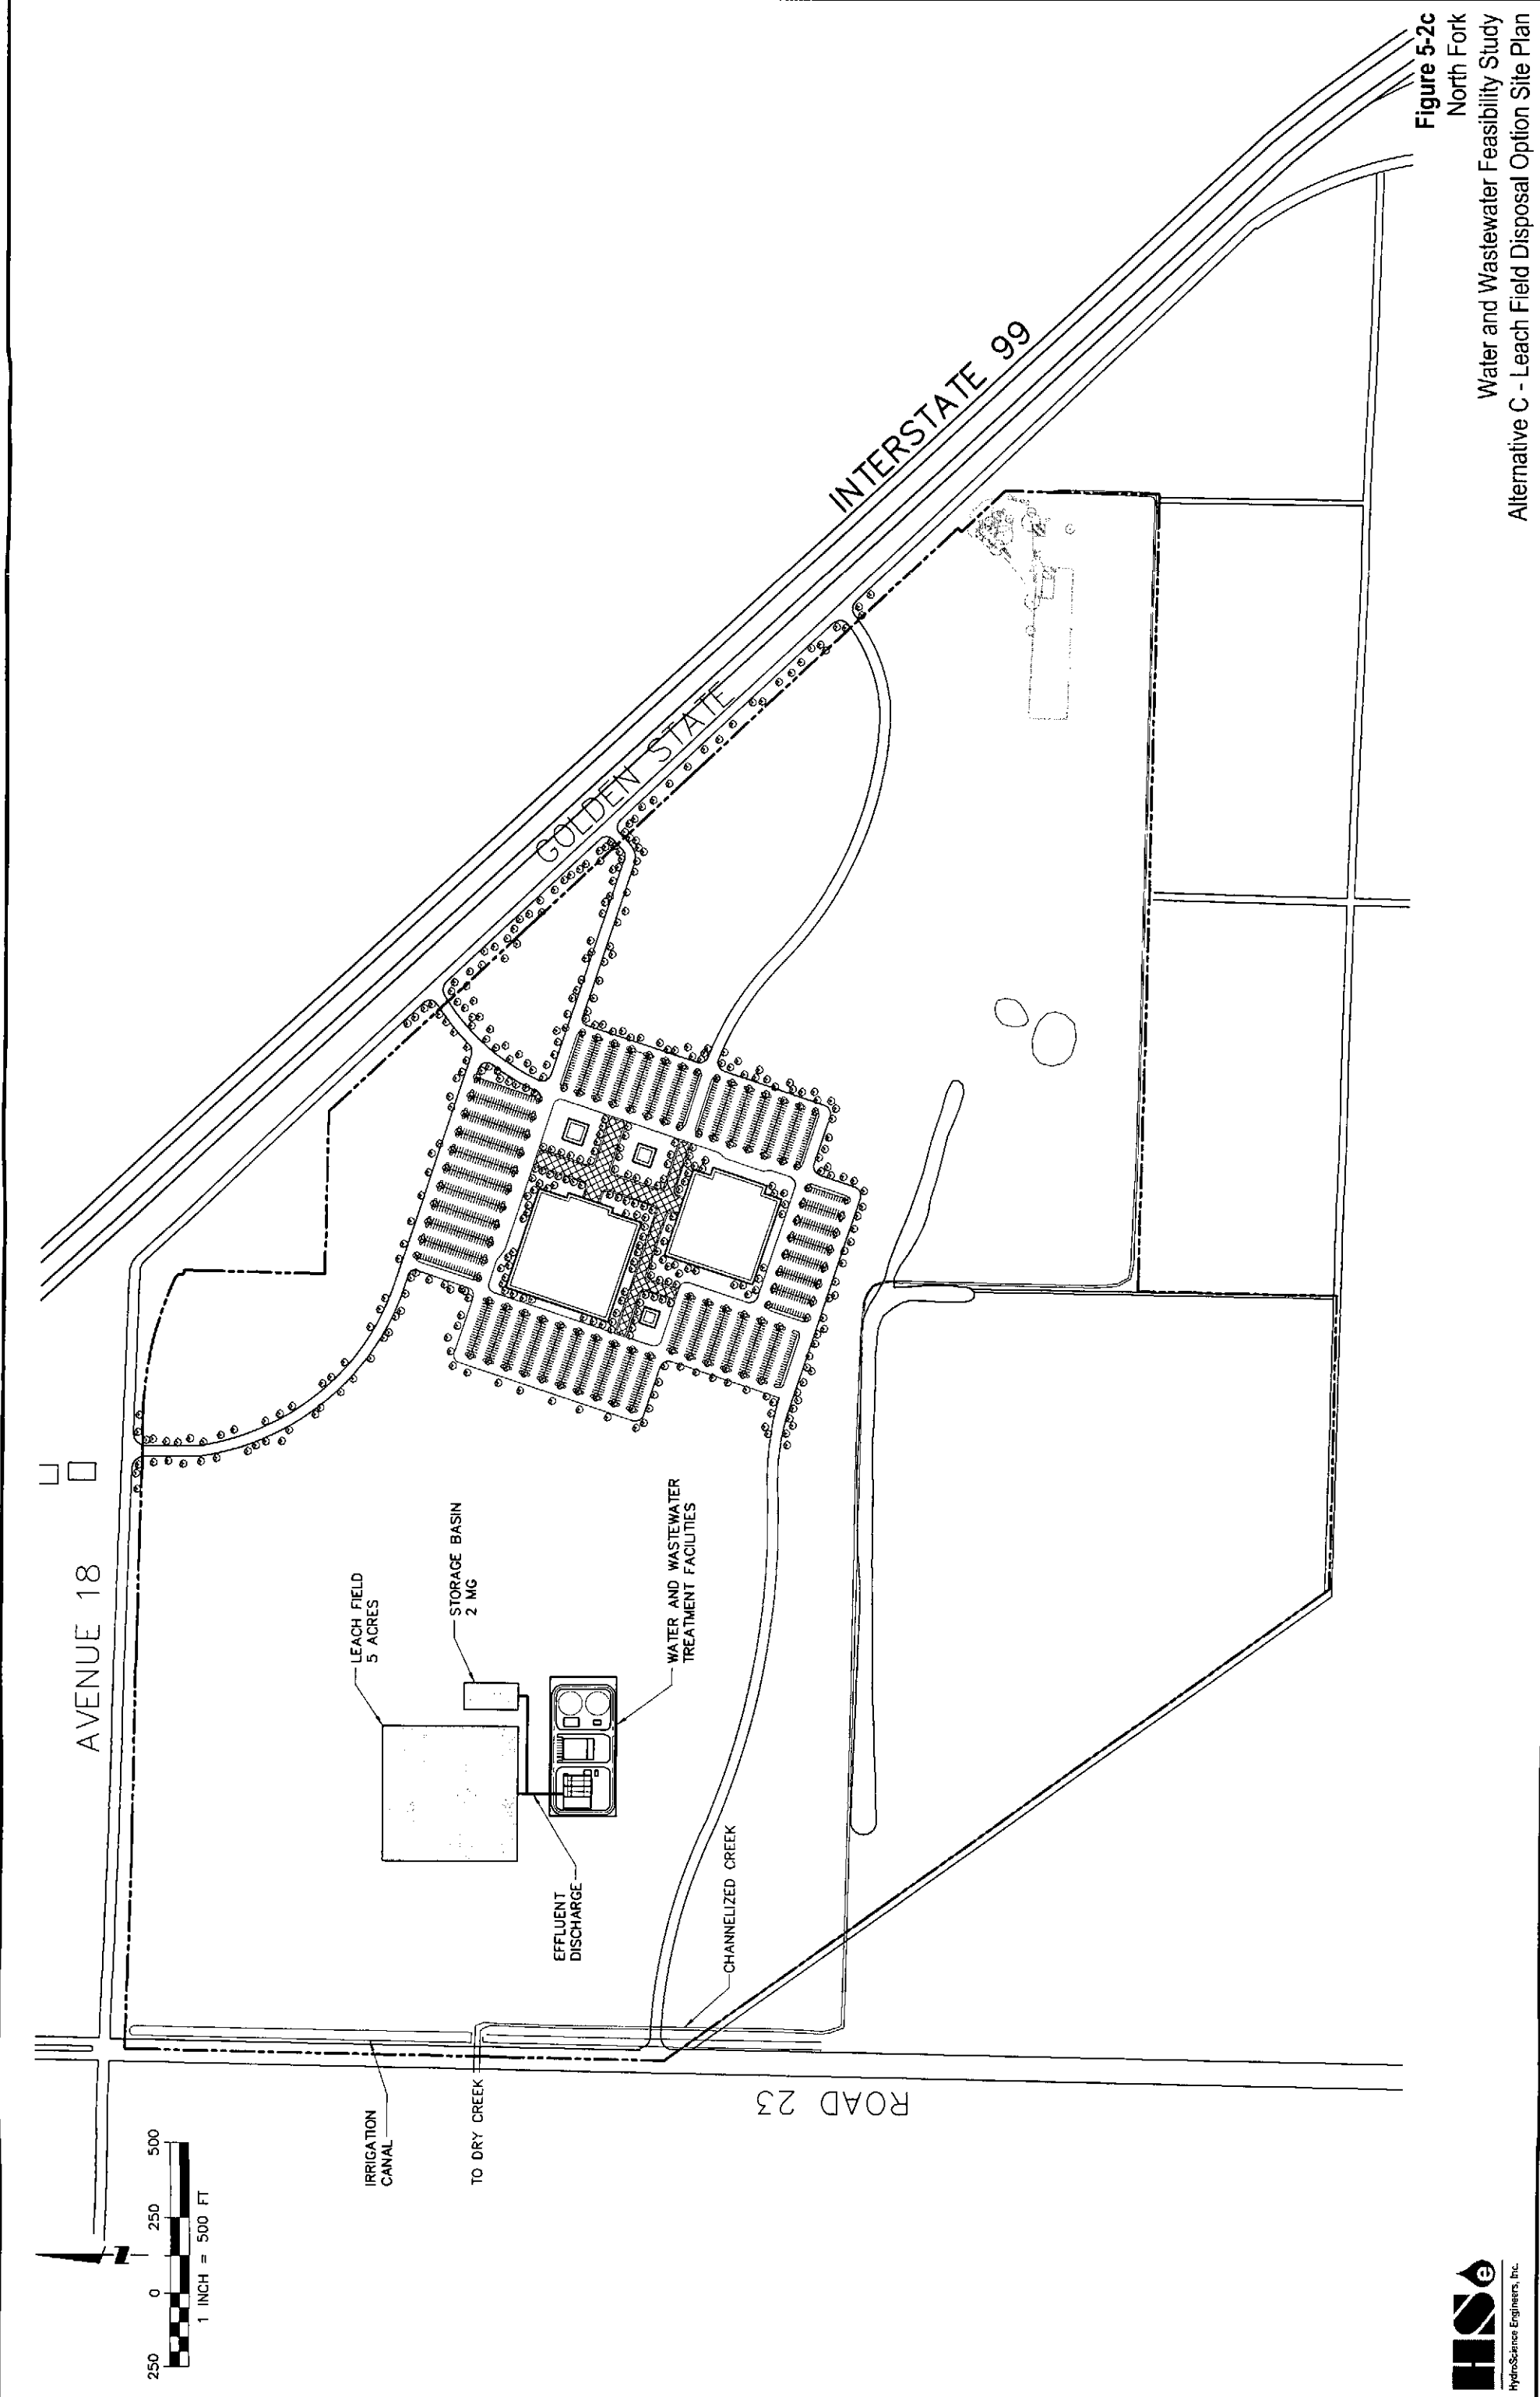 AVENUE 18
INTERSTATE 99
GOLDEN STATE
LEACH FIELD
5 ACRES
STORAGE BASIN
2 MG
WATER AND WASTEWATER
TREATMENT FACILITIES
EFFLUENT
DISCHARGE
CHANNELIZED CREEK
IRRIGATION
CANAL
TO DRY CREEK
ROAD 23
N
250 0 250 500
1 INCH = 500 FT
HSe
HydroScience Engineers, Inc.
Figure 5-2c
North Fork
Water and Wastewater Feasibility Study
Alternative C - Leach Field Disposal Option Site Plan